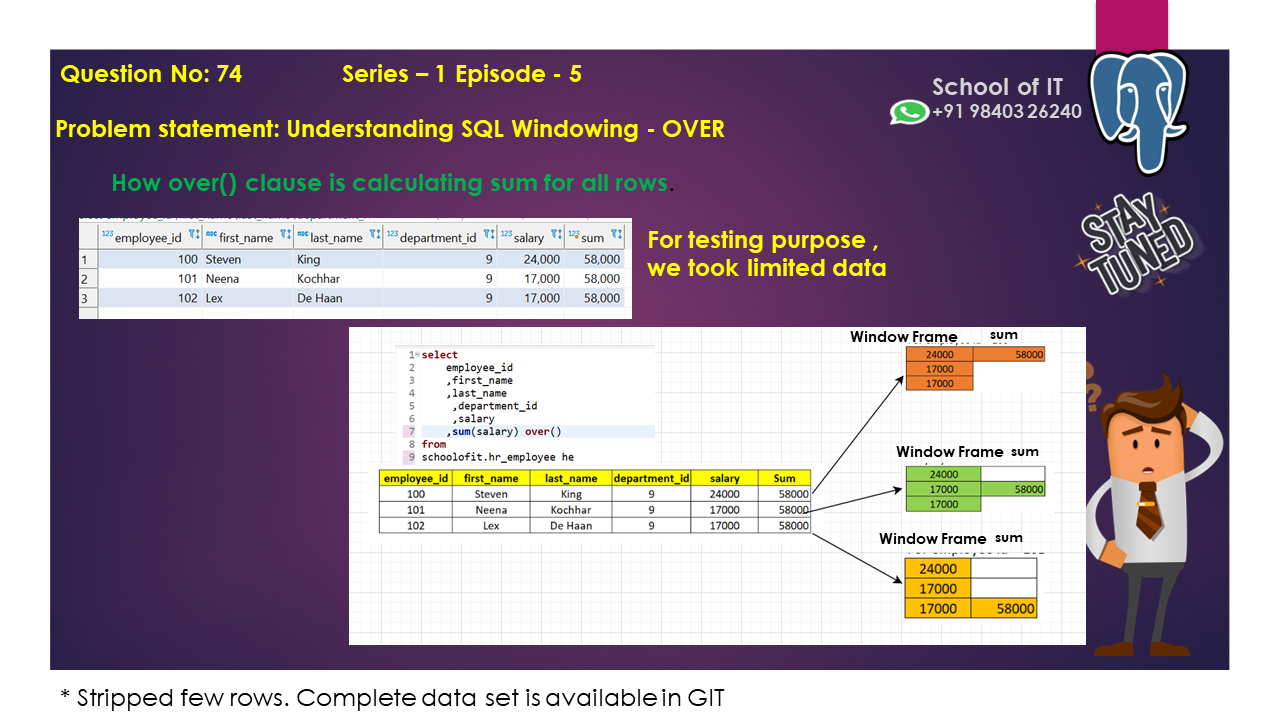 Question No: 74 Series – 1 Episode - 5
School of IT
+91 98403 26240
Problem statement: Understanding SQL Windowing - OVER
How over() clause is calculating sum for all rows.
STAY TUNED
123 employee_id ABC first_name ABC last_name 123 department_id 123 salary 123 sum
1 100 Steven King 9 24,000 58,000
2 101 Neena Kochhar 9 17,000 58,000
3 102 Lex De Haan 9 17,000 58,000
For testing purpose ,
we took limited data
1 select
2 employee_id
3 ,first_name
4 ,last_name
5 ,department_id
6 ,salary
7 ,sum(salary) over()
8 from
9 schoolofit.hr_employee he
employee_id first_name last_name department_id salary Sum
100 Steven King 9 24000 58000
101 Neena Kochhar 9 17000 58000
102 Lex De Haan 9 17000 58000
Window Frame sum
24000 58000
17000
17000
Window Frame sum
24000
17000 58000
17000
Window Frame sum
24000
17000
17000 58000
* Stripped few rows. Complete data set is available in GIT